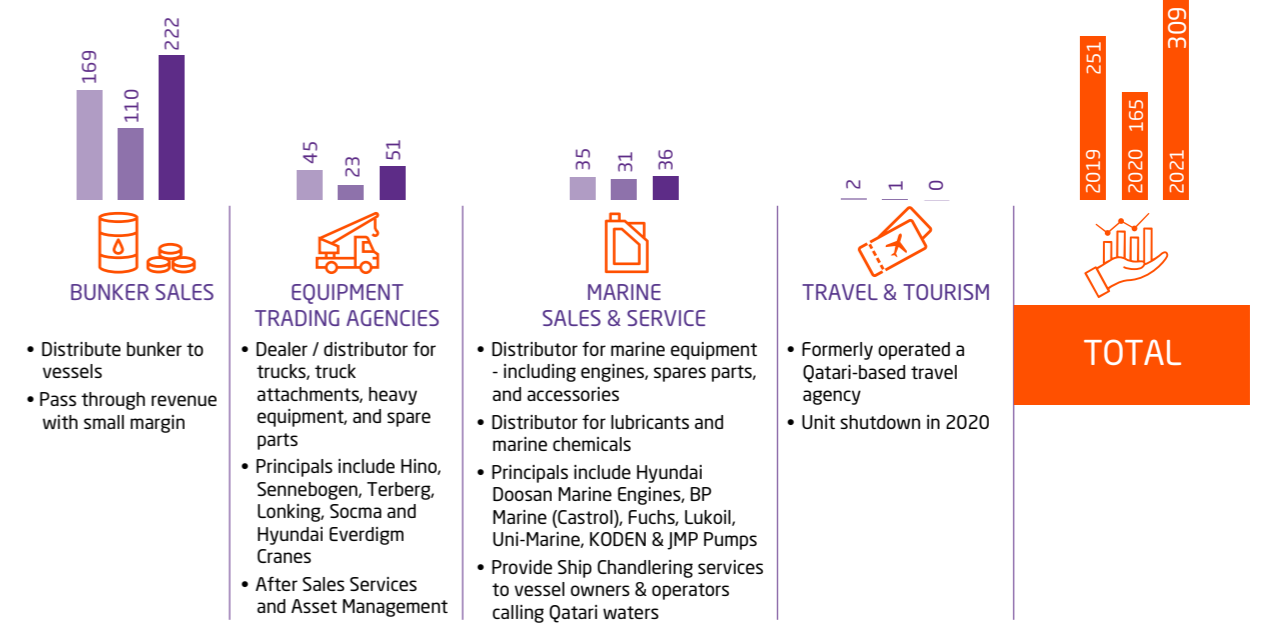 169
110
222
BUNKER SALES
• Distribute bunker to
vessels
• Pass through revenue
with small margin
45
23
51
EQUIPMENT
TRADING AGENCIES
• Dealer / distributor for
trucks, truck
attachments, heavy
equipment, and spare
parts
• Principals include Hino,
Sennebogen, Terberg,
Lonking, Socma and
Hyundai Everdigm
Cranes
• After Sales Services
and Asset Management
35
31
36
MARINE
SALES & SERVICE
• Distributor for marine equipment
- including engines, spares parts,
and accessories
• Distributor for lubricants and
marine chemicals
• Principals include Hyundai
Doosan Marine Engines, BP
Marine (Castrol), Fuchs, Lukoil,
Uni-Marine, KODEN & JMP Pumps
• Provide Ship Chandlering services
to vessel owners & operators
calling Qatari waters
2
1
0
TRAVEL & TOURISM
• Formerly operated a
Qatari-based travel
agency
• Unit shutdown in 2020
2019 251
2020 165
2021 309
TOTAL